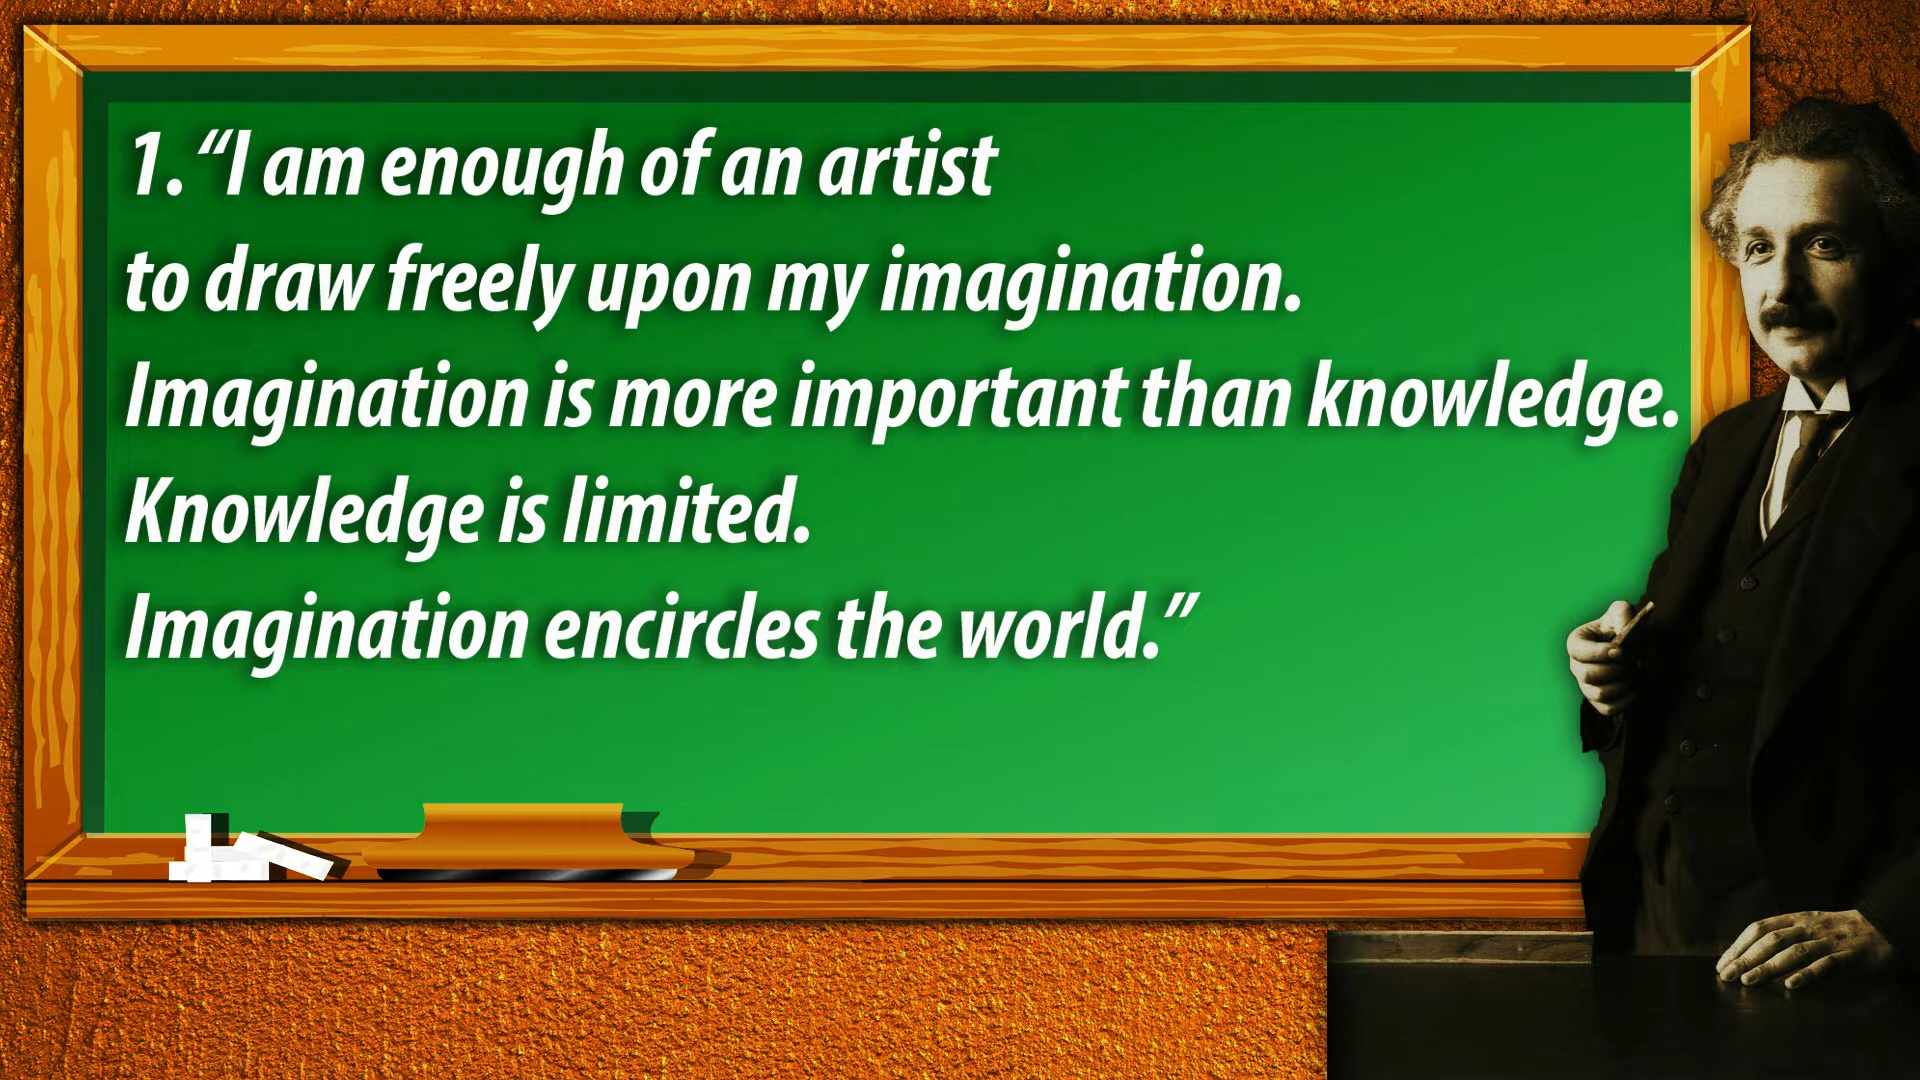 1. “I am enough of an artist
to draw freely upon my imagination.
Imagination is more important than knowledge.
Knowledge is limited.
Imagination encircles the world.”